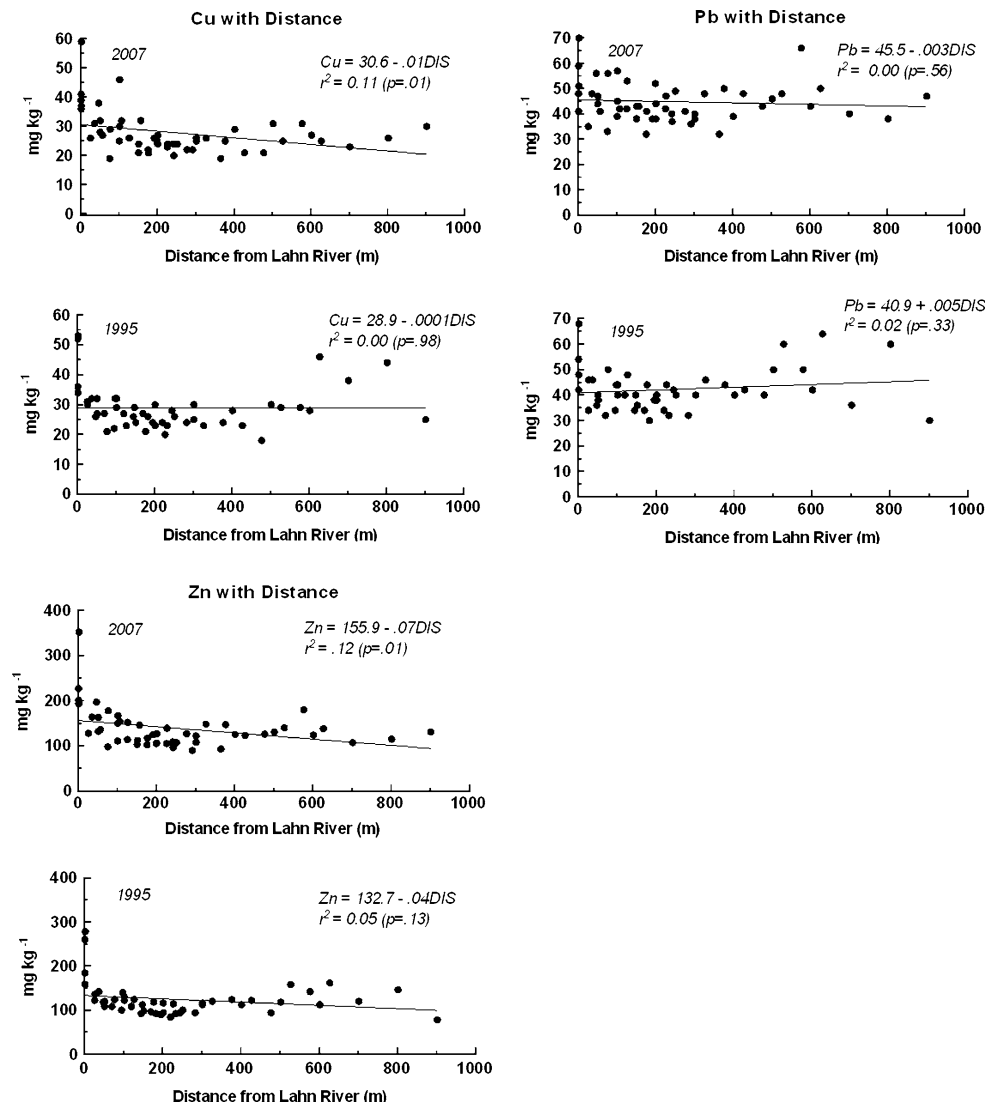 Cu with Distance
2007
Cu = 30.6 - .01DIS
r² = 0.11 (p=.01)
mg kg⁻¹
60
50
40
30
20
10
0
0 200 400 600 800 1000
Distance from Lahn River (m)
Pb with Distance
2007
Pb = 45.5 - .003DIS
r² = 0.00 (p=.56)
mg kg⁻¹
70
60
50
40
30
20
10
0
0 200 400 600 800 1000
Distance from Lahn River (m)
1995
Cu = 28.9 - .0001DIS
r² = 0.00 (p=.98)
mg kg⁻¹
60
50
40
30
20
10
0
0 200 400 600 800 1000
Distance from Lahn River (m)
1995
Pb = 40.9 + .005DIS
r² = 0.02 (p=.33)
mg kg⁻¹
70
60
50
40
30
20
10
0
0 200 400 600 800 1000
Distance from Lahn River (m)
Zn with Distance
2007
Zn = 155.9 - .07DIS
r² = .12 (p=.01)
mg kg⁻¹
400
300
200
100
0
0 200 400 600 800 1000
Distance from Lahn River (m)
1995
Zn = 132.7 - .04DIS
r² = 0.05 (p=.13)
mg kg⁻¹
400
300
200
100
0
0 200 400 600 800 1000
Distance from Lahn River (m)